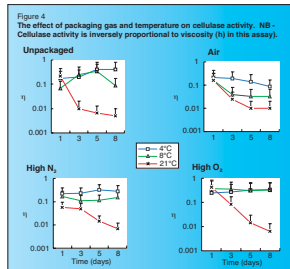 Figure 4
The effect of packaging gas and temperature on cellulase activity. NB -
Cellulase activity is inversely proportional to viscosity (h) in this assay).
Unpackaged
Air
1
0.1
0.01
0.001
η
1 3 5 8
1
0.1
0.01
0.001
η
1 3 5 8
4°C
8°C
21°C
High N₂
High O₂
1
0.1
0.01
0.001
η
1 3 5 8
Time (days)
1
0.1
0.01
0.001
η
1 3 5 8
Time (days)